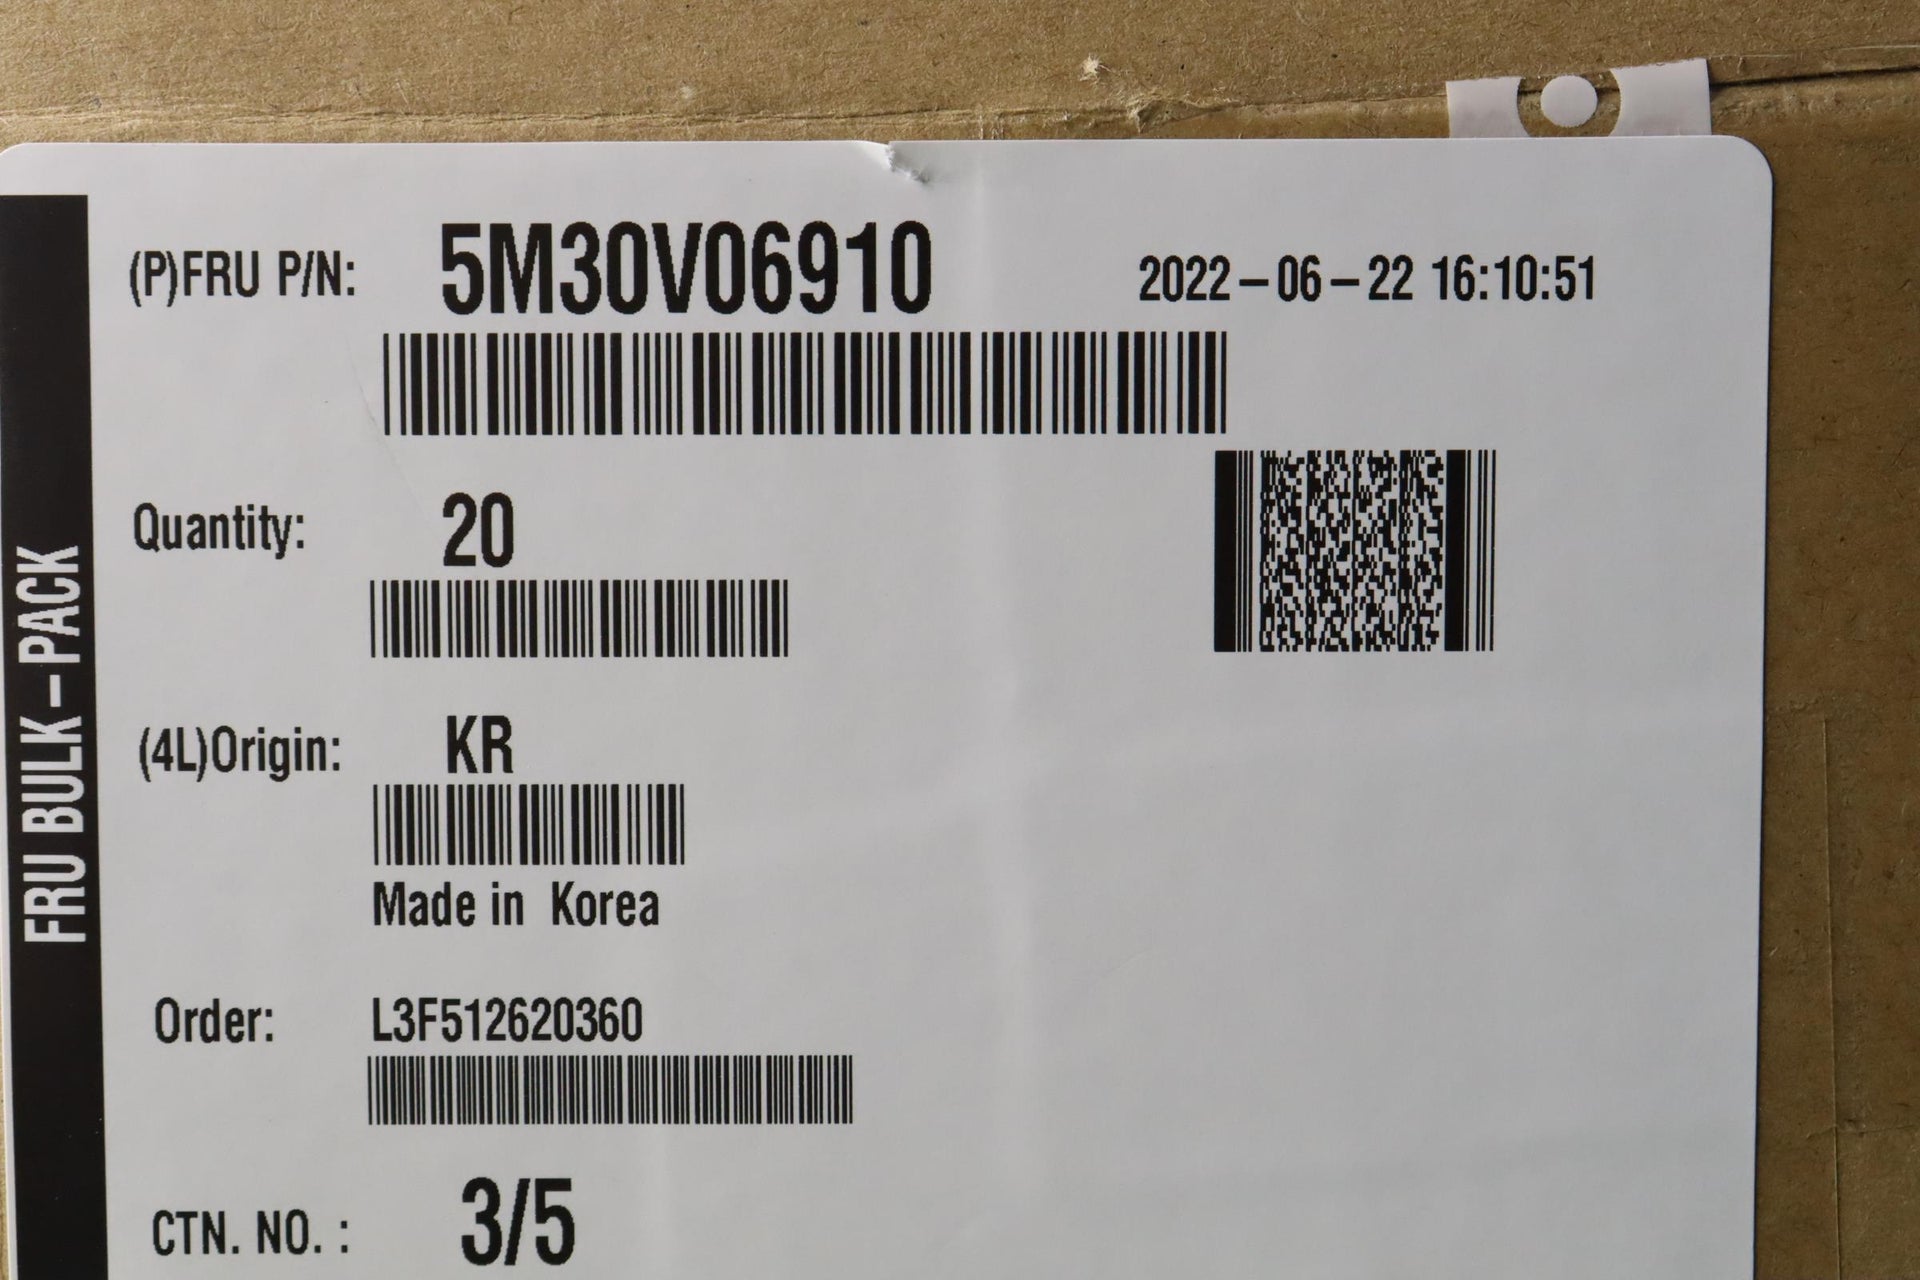 (P)FRU P/N: 5M30V06910 2022-06-22 16:10:51
Quantity: 20
(4L)Origin: KR
Made in Korea
Order: L3F512620360
CTN. NO. : 3/5
FRU BULK-PACK